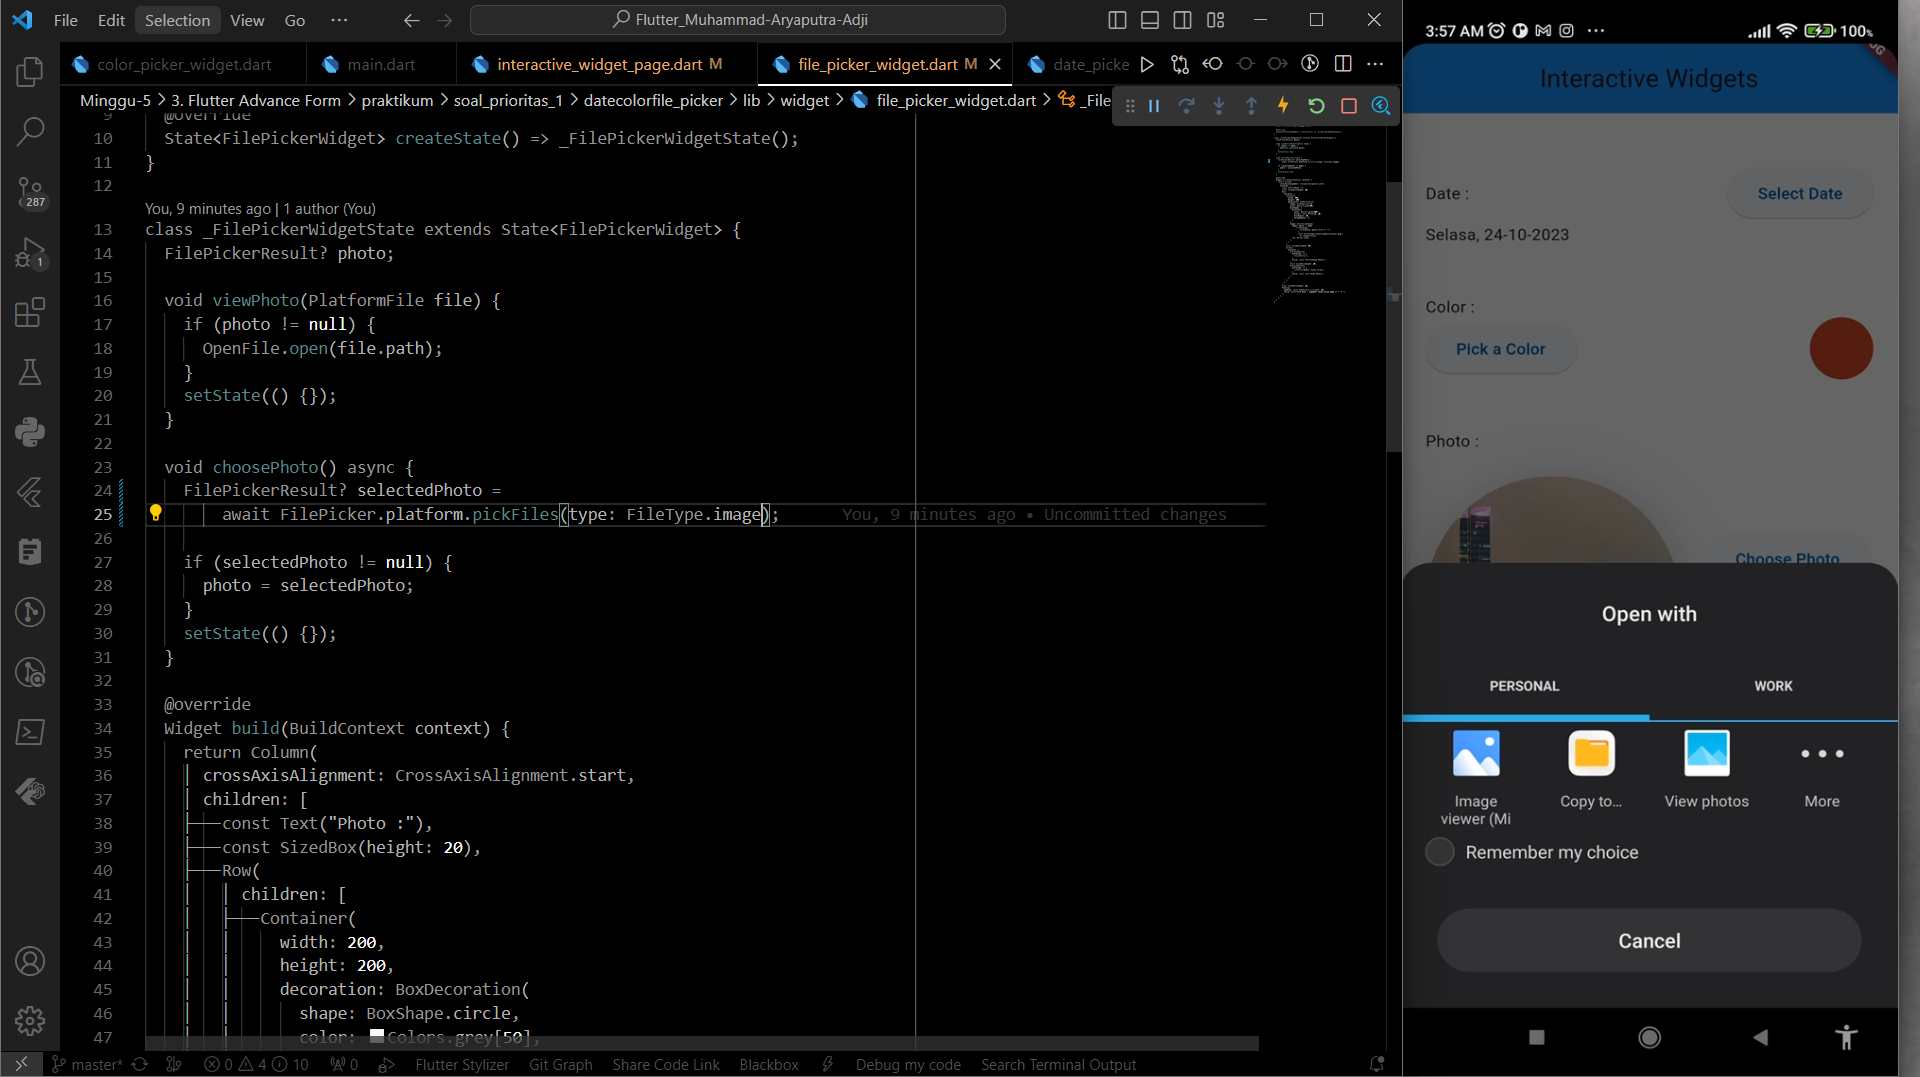 File Edit Selection View Go ···
Flutter_Muhammad-Aryaputra-Adji
color_picker_widget.dart
main.dart
interactive_widget_page.dart M
file_picker_widget.dart M
date_picke
Minggu-5 > 3. Flutter Advance Form > praktikum > soal_prioritas_1 > datecolorfile_picker > lib > widget > file_picker_widget.dart > _File
9 @override
10 State<FilePickerWidget> createState() => _FilePickerWidgetState();
11 }
12
You, 9 minutes ago | 1 author (You)
13 class _FilePickerWidgetState extends State<FilePickerWidget> {
14 FilePickerResult? photo;
15
16 void viewPhoto(PlatformFile file) {
17 if (photo != null) {
18 OpenFile.open(file.path);
19 }
20 setState(() {});
21 }
22
23 void choosePhoto() async {
24 FilePickerResult? selectedPhoto =
25 await FilePicker.platform.pickFiles(type: FileType.image); You, 9 minutes ago • Uncommitted changes
26
27 if (selectedPhoto != null) {
28 photo = selectedPhoto;
29 }
30 setState(() {});
31 }
32
33 @override
34 Widget build(BuildContext context) {
35 return Column(
36 crossAxisAlignment: CrossAxisAlignment.start,
37 children: [
38 const Text("Photo :"),
39 const SizedBox(height: 20),
40 Row(
41 children: [
42 Container(
43 width: 200,
44 height: 200,
45 decoration: BoxDecoration(
46 shape: BoxShape.circle,
47 color: Colors.grey[50],
287
1
master* 0 4 10 0 Flutter Stylizer Git Graph Share Code Link Blackbox Debug my code Search Terminal Output
3:57 AM ··· 100%
Interactive Widgets
Date :
Select Date
Selasa, 24-10-2023
Color :
Pick a Color
Photo :
Choose Photo
Open with
PERSONAL WORK
Image viewer (Mi
Copy to...
View photos
More
Remember my choice
Cancel